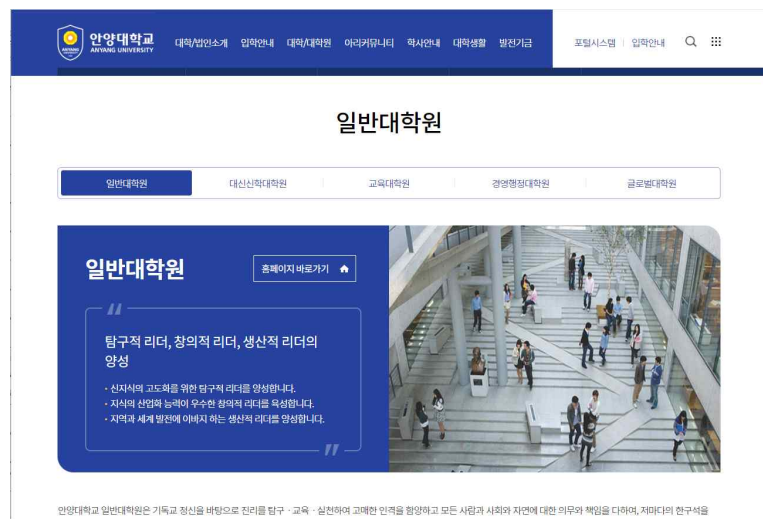 안양대학교
ANYANG UNIVERSITY
대학/법인소개 입학안내 대학/대학원 아리커뮤니티 학사안내 대학생활 발전기금 포털시스템 입학안내
일반대학원
일반대학원 대신신학대학원 교육대학원 경영행정대학원 글로벌대학원
일반대학원 홈페이지 바로가기
탐구적 리더, 창의적 리더, 생산적 리더의
양성
· 신지식의 고도화를 위한 탐구적 리더를 양성합니다.
· 지식의 산업화 능력이 우수한 창의적 리더를 육성합니다.
· 지역과 세계 발전에 이바지 하는 생산적 리더를 양성합니다.
안양대학교 일반대학원은 기독교 정신을 바탕으로 진리를 탐구 · 교육 · 실천하여 고매한 인격을 함양하고 모든 사람과 사회와 자연에 대한 의무와 책임을 다하여, 저마다의 한구석을